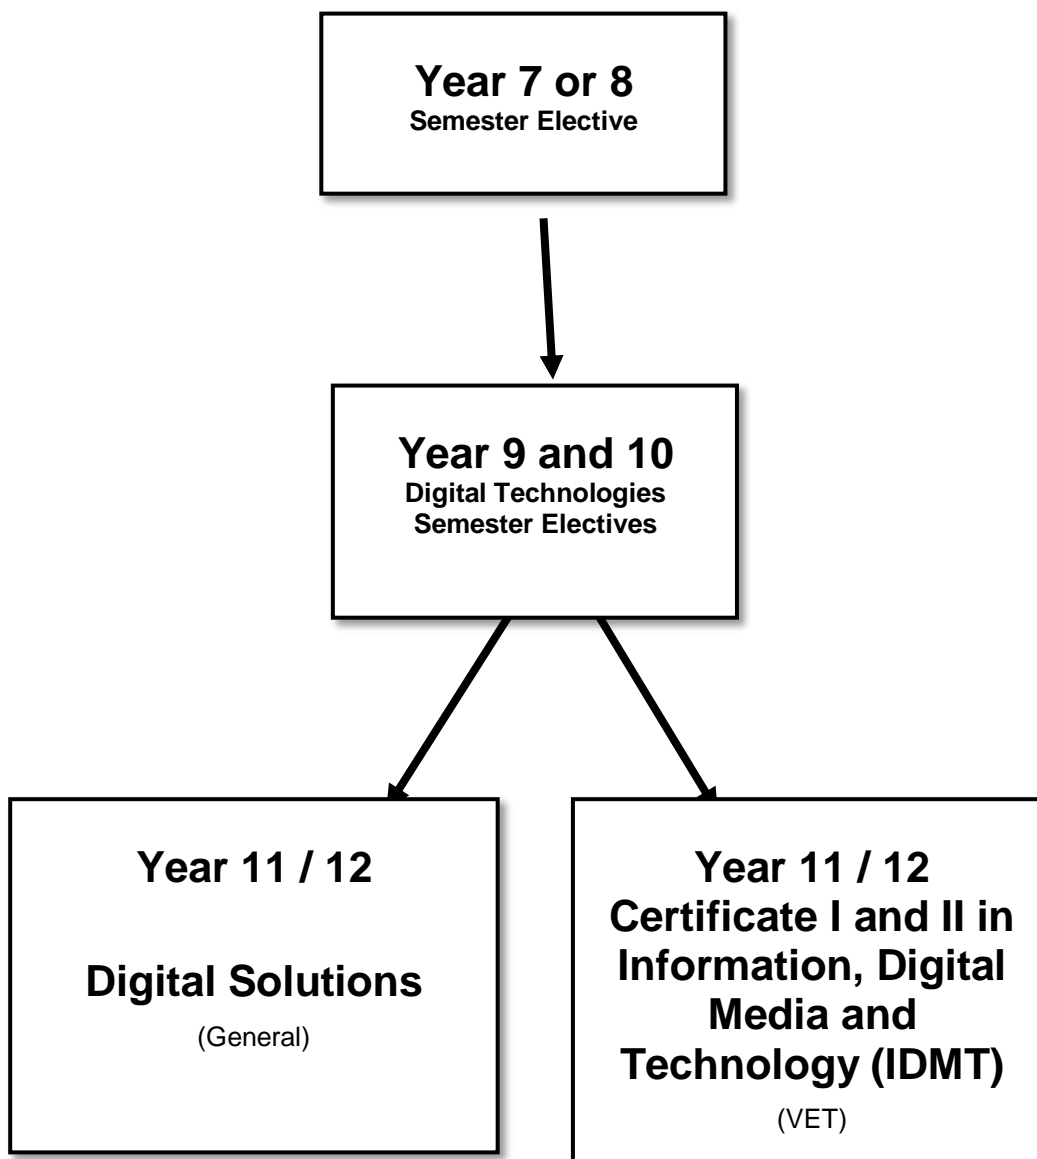 Year 7 or 8
Semester Elective
Year 9 and 10
Digital Technologies
Semester Electives
Year 11 / 12
Digital Solutions
(General)
Year 11 / 12
Certificate I and II in
Information, Digital
Media and
Technology (IDMT)
(VET)